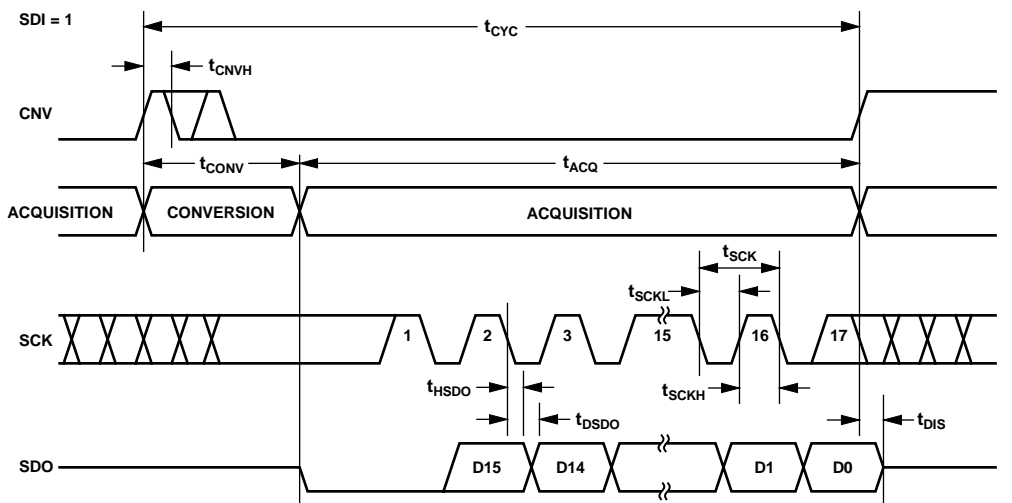 SDI = 1
tCYC
tCNVH
CNV
tCONV
tACQ
ACQUISITION
CONVERSION
ACQUISITION
tSCK
tSCKL
SCK
1
2
3
15
16
17
tHSDO
tSCKH
tDSDO
tDIS
SDO
D15
D14
D1
D0